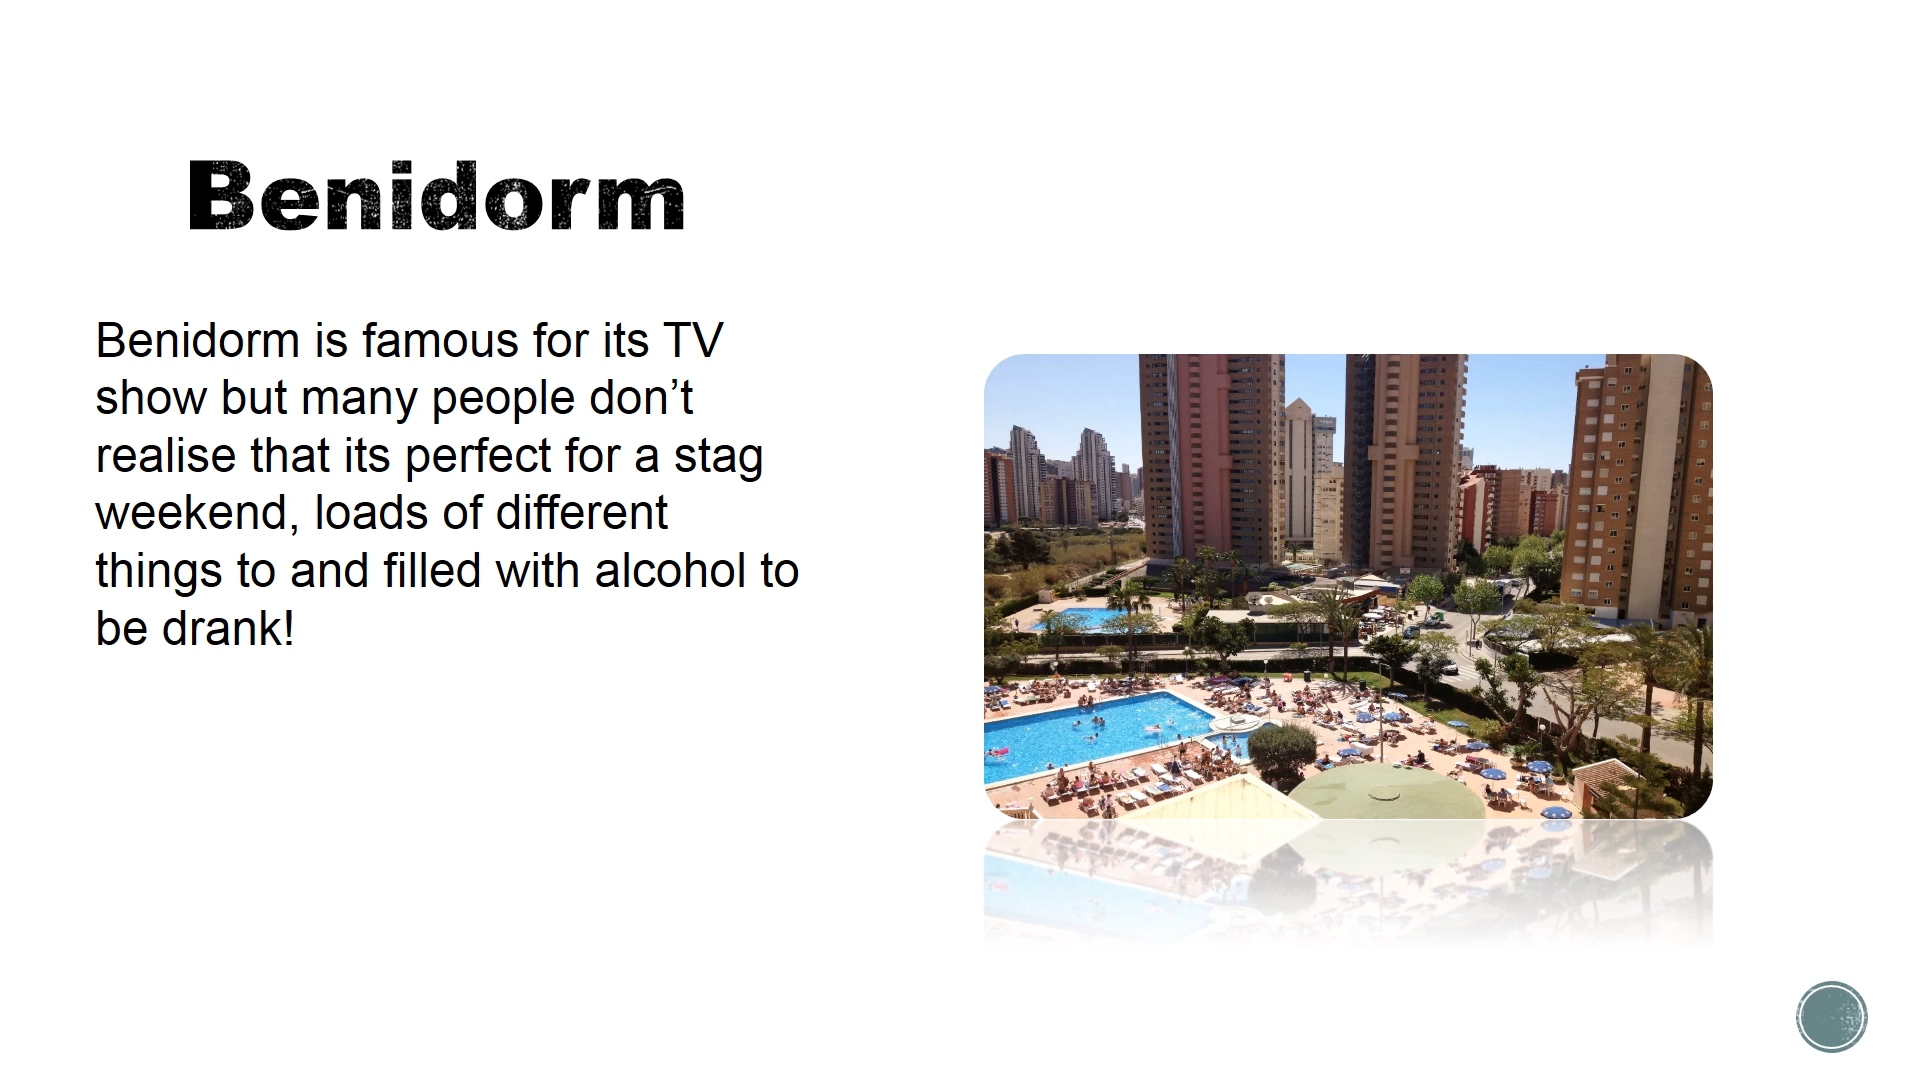 Benidorm
Benidorm is famous for its TV
show but many people don’t
realise that its perfect for a stag
weekend, loads of different
things to and filled with alcohol to
be drank!